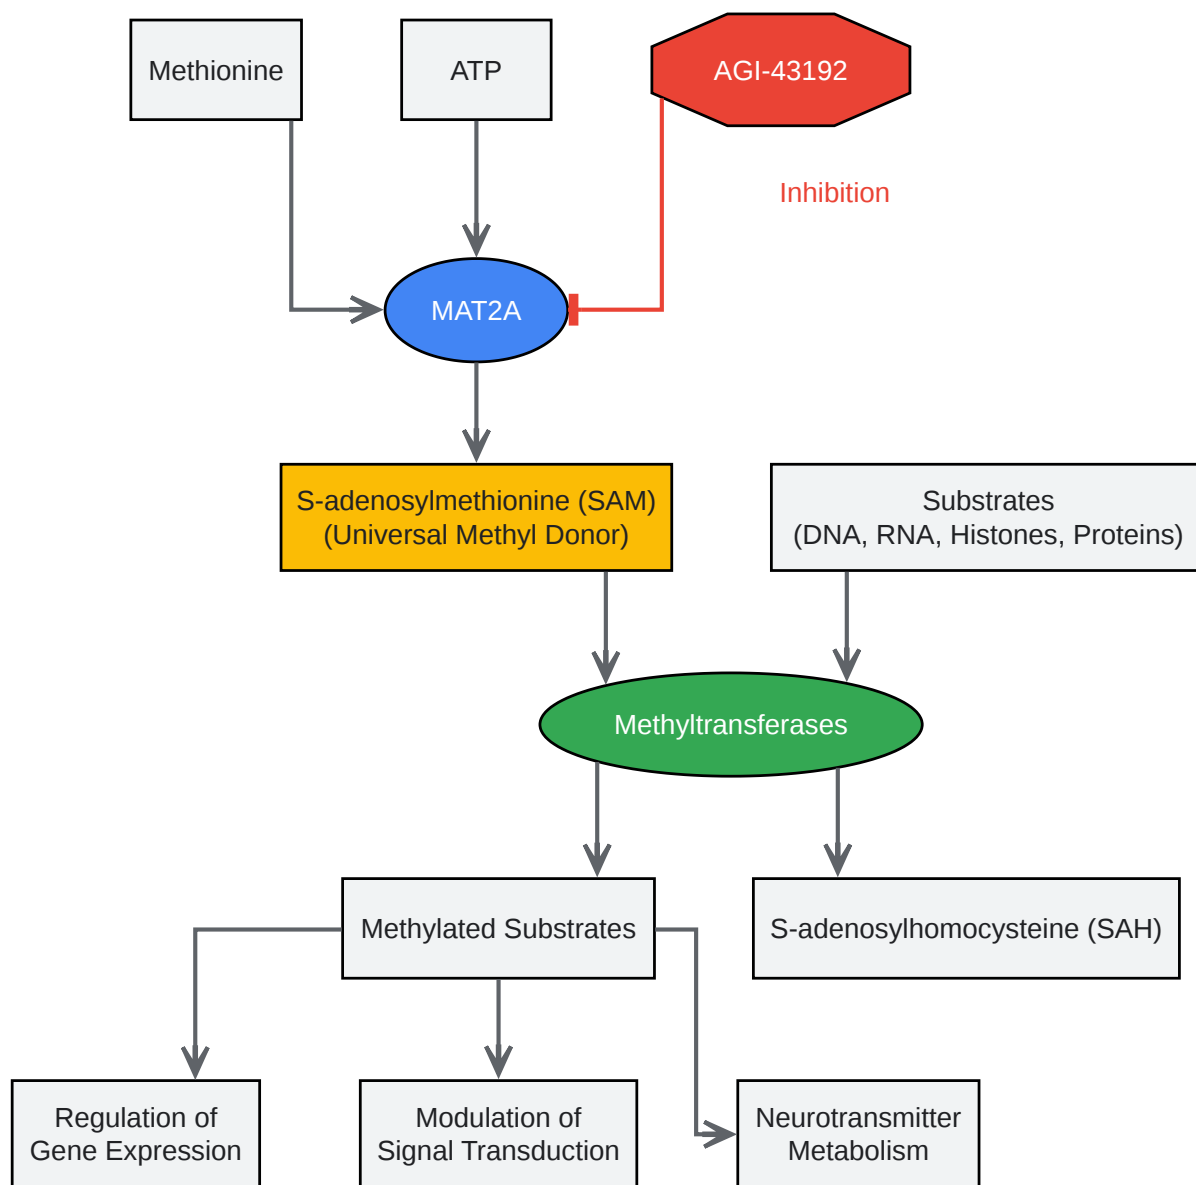 Methionine
ATP
AGI-43192
Inhibition
MAT2A
S-adenosylmethionine (SAM)
(Universal Methyl Donor)
Substrates
(DNA, RNA, Histones, Proteins)
Methyltransferases
Methylated Substrates
S-adenosylhomocysteine (SAH)
Regulation of
Gene Expression
Modulation of
Signal Transduction
Neurotransmitter
Metabolism